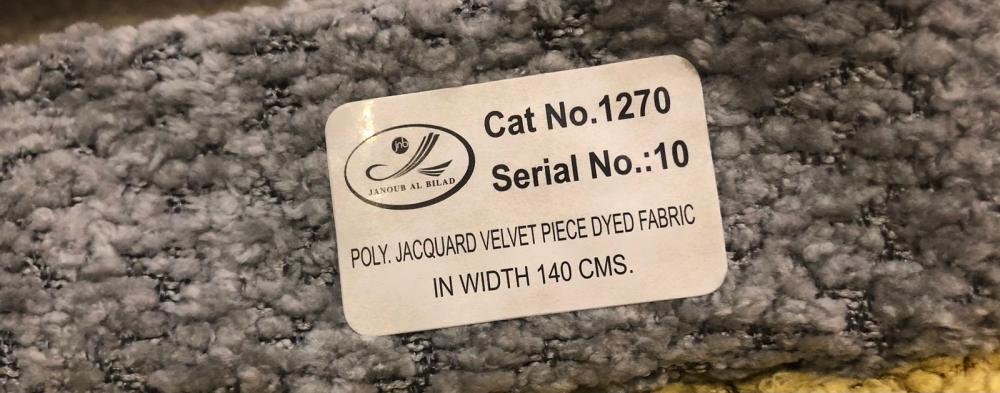 Cat No.1270
Serial No.:10
jnb
JANOUB AL BILAD
POLY. JACQUARD VELVET PIECE DYED FABRIC
IN WIDTH 140 CMS.